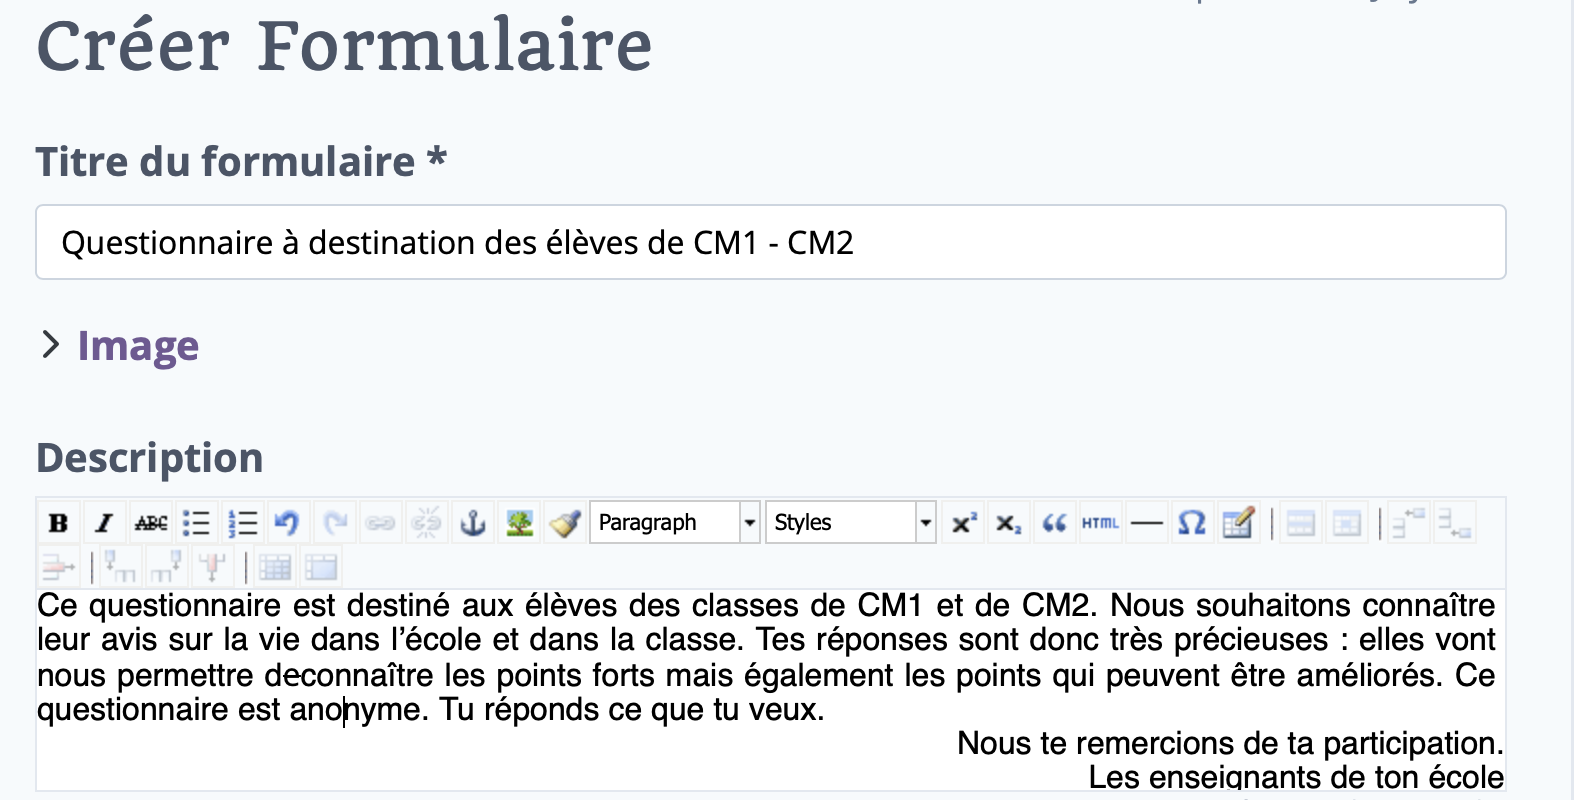 Créer Formulaire
Titre du formulaire *
Questionnaire à destination des élèves de CM1 - CM2
Image
Description
B I ABC Paragraph Styles x² x₂ HTML Ω
Ce questionnaire est destiné aux élèves des classes de CM1 et de CM2. Nous souhaitons connaître
leur avis sur la vie dans l’école et dans la classe. Tes réponses sont donc très précieuses : elles vont
nous permettre deconnaître les points forts mais également les points qui peuvent être améliorés. Ce
questionnaire est anonyme. Tu réponds ce que tu veux.
Nous te remercions de ta participation.
Les enseignants de ton école